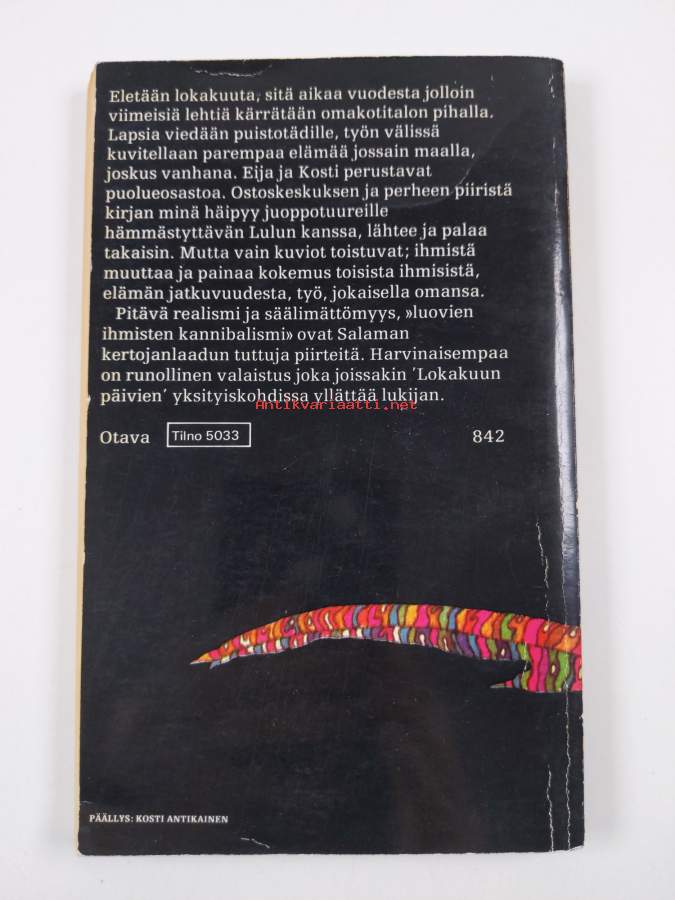 Eletään lokakuuta, sitä aikaa vuodesta jolloin
viimeisiä lehtiä kärrätään omakotitalon pihalla.
Lapsia viedään puistotädille, työn välissä
kuvitellaan parempaa elämää jossain maalla,
joskus vanhana. Eija ja Kosti perustavat
puolueosastoa. Ostoskeskuksen ja perheen piiristä
kirjan minä häipyy juoppotuureille
hämmästyttävän Lulun kanssa, lähtee ja palaa
takaisin. Mutta vain kuviot toistuvat; ihmistä
muuttaa ja painaa kokemus toisista ihmisistä,
elämän jatkuvuudesta, työ, jokaisella omansa.
Pitävä realismi ja säälimättömyys, »luovien
ihmisten kannibalismi» ovat Salaman
kertojanlaadun tuttuja piirteitä. Harvinaisempaa
on runollinen valaistus joka joissakin 'Lokakuun
päivien' yksityiskohdissa yllättää lukijan.
Antikvariaatti.net
Otava Tilno 5033 842
PÄÄLLYS: KOSTI ANTIKAINEN